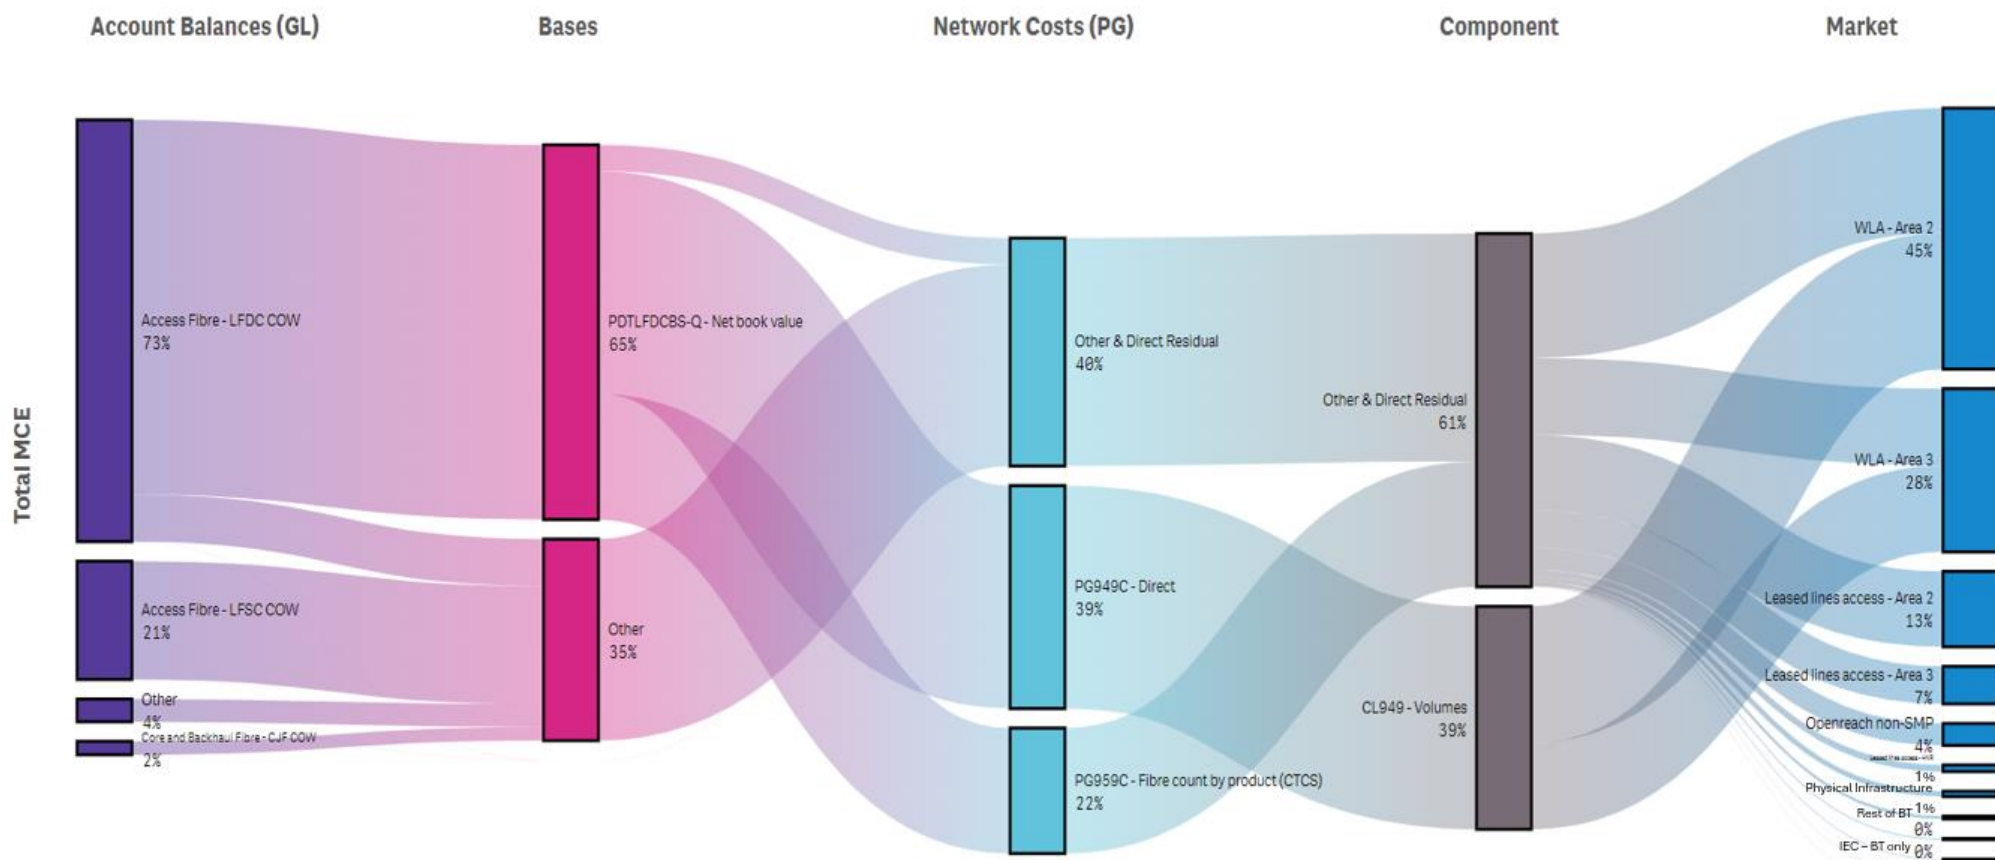 Account Balances (GL)
Bases
Network Costs (PG)
Component
Market
Total MCE
Access Fibre - LFDC COW
73%
Access Fibre - LFSC COW
21%
Other
4%
Core and Backhaul Fibre - CJF COW
2%
PDTLFDCBS-Q - Net book value
65%
Other
35%
Other & Direct Residual
40%
PG949C - Direct
39%
PG959C - Fibre count by product (CTCS)
22%
Other & Direct Residual
61%
CL949 - Volumes
39%
WLA - Area 2
45%
WLA - Area 3
28%
Leased lines access - Area 2
13%
Leased lines access - Area 3
7%
Openreach non-SMP
4%
Leased lines access -
1%
Physical Infrastructure
1%
Rest of BT
0%
IEC – BT only
0%